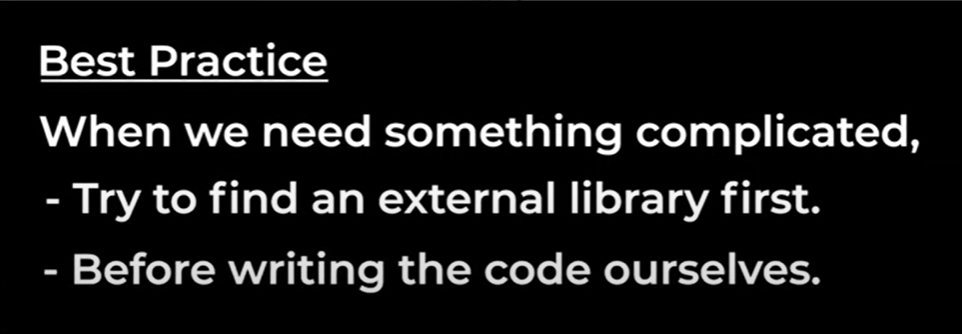 Best Practice
When we need something complicated,
- Try to find an external library first.
- Before writing the code ourselves.